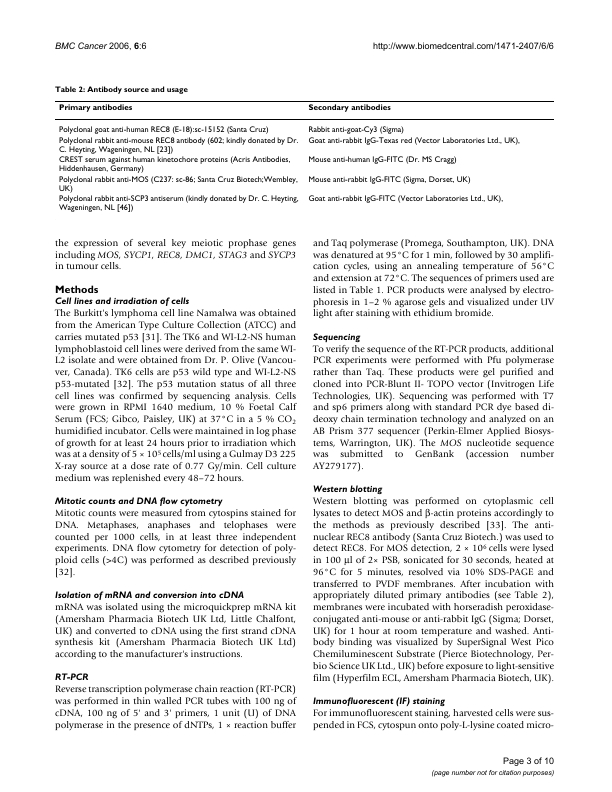 BMC Cancer 2006, 6:6
http://www.biomedcentral.com/1471-2407/6/6
Table 2: Antibody source and usage
Primary antibodies
Secondary antibodies
Polyclonal goat anti-human REC8 (E-18):sc-15152 (Santa Cruz)
Rabbit anti-goat-Cy3 (Sigma)
Polyclonal rabbit anti-mouse REC8 antibody (602; kindly donated by Dr.
C. Heyting, Wageningen, NL [23])
Goat anti-rabbit IgG-Texas red (Vector Laboratories Ltd., UK),
CREST serum against human kinetochore proteins (Acris Antibodies,
Hiddenhausen, Germany)
Mouse anti-human IgG-FITC (Dr. MS Cragg)
Polyclonal rabbit anti-MOS (C237: sc-86; Santa Cruz Biotech;Wembley,
UK)
Mouse anti-rabbit IgG-FITC (Sigma, Dorset, UK)
Polyclonal rabbit anti-SCP3 antiserum (kindly donated by Dr. C. Heyting,
Wageningen, NL [46])
Goat anti-rabbit IgG-FITC (Vector Laboratories Ltd., UK),
the expression of several key meiotic prophase genes
including MOS, SYCP1, REC8, DMC1, STAG3 and SYCP3
in tumour cells.
Methods
Cell lines and irradiation of cells
The Burkitt's lymphoma cell line Namalwa was obtained
from the American Type Culture Collection (ATCC) and
carries mutated p53 [31]. The TK6 and WI-L2-NS human
lymphoblastoid cell lines were derived from the same WI-
L2 isolate and were obtained from Dr. P. Olive (Vancou-
ver, Canada). TK6 cells are p53 wild type and WI-L2-NS
p53-mutated [32]. The p53 mutation status of all three
cell lines was confirmed by sequencing analysis. Cells
were grown in RPMI 1640 medium, 10 % Foetal Calf
Serum (FCS; Gibco, Paisley, UK) at 37°C in a 5 % CO2
humidified incubator. Cells were maintained in log phase
of growth for at least 24 hours prior to irradiation which
was at a density of 5 × 10⁵ cells/ml using a Gulmay D3 225
X-ray source at a dose rate of 0.77 Gy/min. Cell culture
medium was replenished every 48–72 hours.
Mitotic counts and DNA flow cytometry
Mitotic counts were measured from cytospins stained for
DNA. Metaphases, anaphases and telophases were
counted per 1000 cells, in at least three independent
experiments. DNA flow cytometry for detection of poly-
ploid cells (>4C) was performed as described previously
[32].
Isolation of mRNA and conversion into cDNA
mRNA was isolated using the microquickprep mRNA kit
(Amersham Pharmacia Biotech UK Ltd, Little Chalfont,
UK) and converted to cDNA using the first strand cDNA
synthesis kit (Amersham Pharmacia Biotech UK Ltd)
according to the manufacturer's instructions.
RT-PCR
Reverse transcription polymerase chain reaction (RT-PCR)
was performed in thin walled PCR tubes with 100 ng of
cDNA, 100 ng of 5' and 3' primers, 1 unit (U) of DNA
polymerase in the presence of dNTPs, 1 × reaction buffer
and Taq polymerase (Promega, Southampton, UK). DNA
was denatured at 95°C for 1 min, followed by 30 amplifi-
cation cycles, using an annealing temperature of 56°C
and extension at 72°C. The sequences of primers used are
listed in Table 1. PCR products were analysed by electro-
phoresis in 1–2 % agarose gels and visualized under UV
light after staining with ethidium bromide.
Sequencing
To verify the sequence of the RT-PCR products, additional
PCR experiments were performed with Pfu polymerase
rather than Taq. These products were gel purified and
cloned into PCR-Blunt II- TOPO vector (Invitrogen Life
Technologies, UK). Sequencing was performed with T7
and sp6 primers along with standard PCR dye based di-
deoxy chain termination technology and analyzed on an
AB Prism 377 sequencer (Perkin-Elmer Applied Biosys-
tems, Warrington, UK). The MOS nucleotide sequence
was submitted to GenBank (accession number
AY279177).
Western blotting
Western blotting was performed on cytoplasmic cell
lysates to detect MOS and β-actin proteins accordingly to
the methods as previously described [33]. The anti-
nuclear REC8 antibody (Santa Cruz Biotech.) was used to
detect REC8. For MOS detection, 2 × 10⁶ cells were lysed
in 100 µl of 2× PSB, sonicated for 30 seconds, heated at
96°C for 5 minutes, resolved via 10% SDS-PAGE and
transferred to PVDF membranes. After incubation with
appropriately diluted primary antibodies (see Table 2),
membranes were incubated with horseradish peroxidase-
conjugated anti-mouse or anti-rabbit IgG (Sigma; Dorset,
UK) for 1 hour at room temperature and washed. Anti-
body binding was visualized by SuperSignal West Pico
Chemiluminescent Substrate (Pierce Biotechnology, Per-
bio Science UK Ltd., UK) before exposure to light-sensitive
film (Hyperfilm ECL, Amersham Pharmacia Biotech, UK).
Immunofluorescent (IF) staining
For immunofluorescent staining, harvested cells were sus-
pended in FCS, cytospun onto poly-L-lysine coated micro-
Page 3 of 10
(page number not for citation purposes)